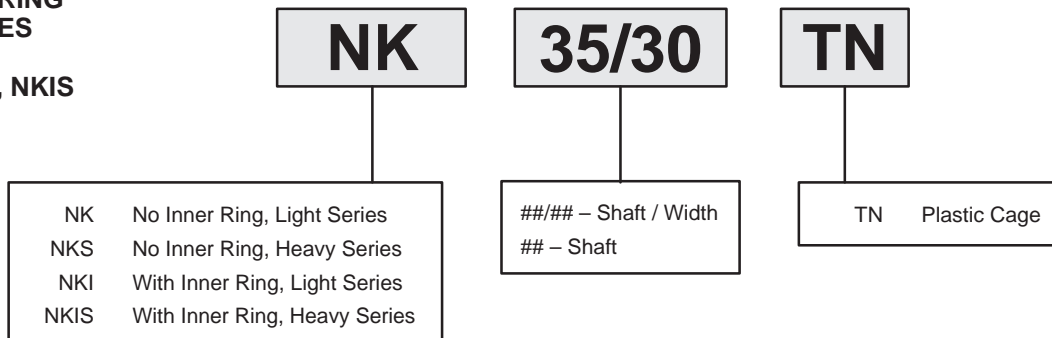 RING
ES
, NKIS
NK 35/30 TN
NK No Inner Ring, Light Series
NKS No Inner Ring, Heavy Series
NKI With Inner Ring, Light Series
NKIS With Inner Ring, Heavy Series
##/## – Shaft / Width
## – Shaft
TN Plastic Cage